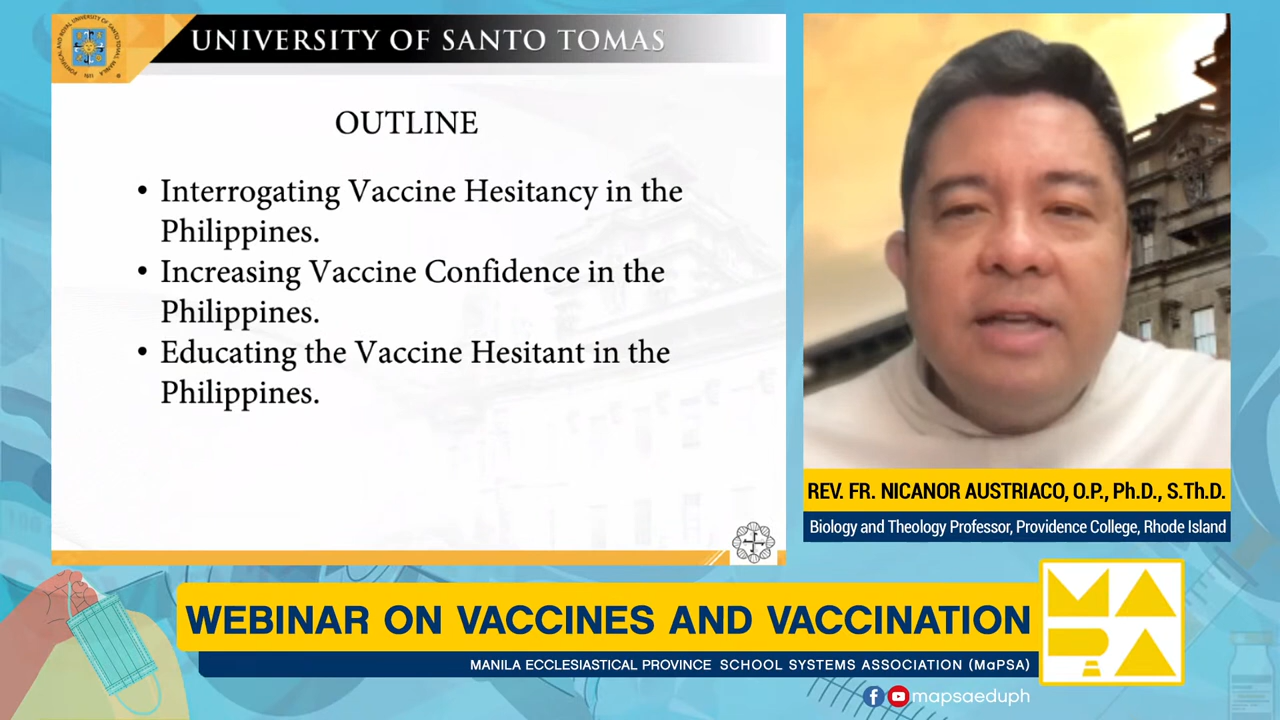 UNIVERSITY OF SANTO TOMAS
OUTLINE
• Interrogating Vaccine Hesitancy in the
Philippines.
• Increasing Vaccine Confidence in the
Philippines.
• Educating the Vaccine Hesitant in the
Philippines.
REV. FR. NICANOR AUSTRIACO, O.P., Ph.D., S.Th.D.
Biology and Theology Professor, Providence College, Rhode Island
WEBINAR ON VACCINES AND VACCINATION
MANILA ECCLESIASTICAL PROVINCE SCHOOL SYSTEMS ASSOCIATION (MaPSA)
mapsaeduph
MA
PA